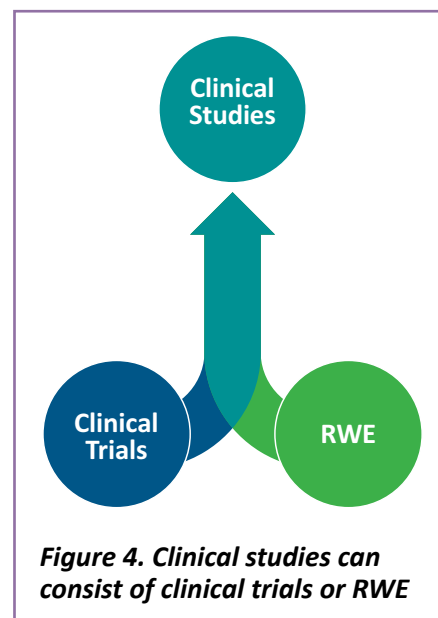 Clinical
Studies
Clinical
Trials
RWE
Figure 4. Clinical studies can
consist of clinical trials or RWE